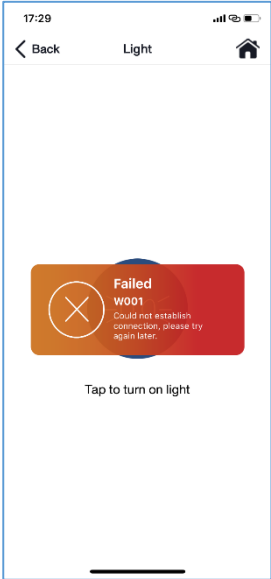 17:29
Back Light
Failed
W001
Could not establish
connection, please try
again later.
Tap to turn on light